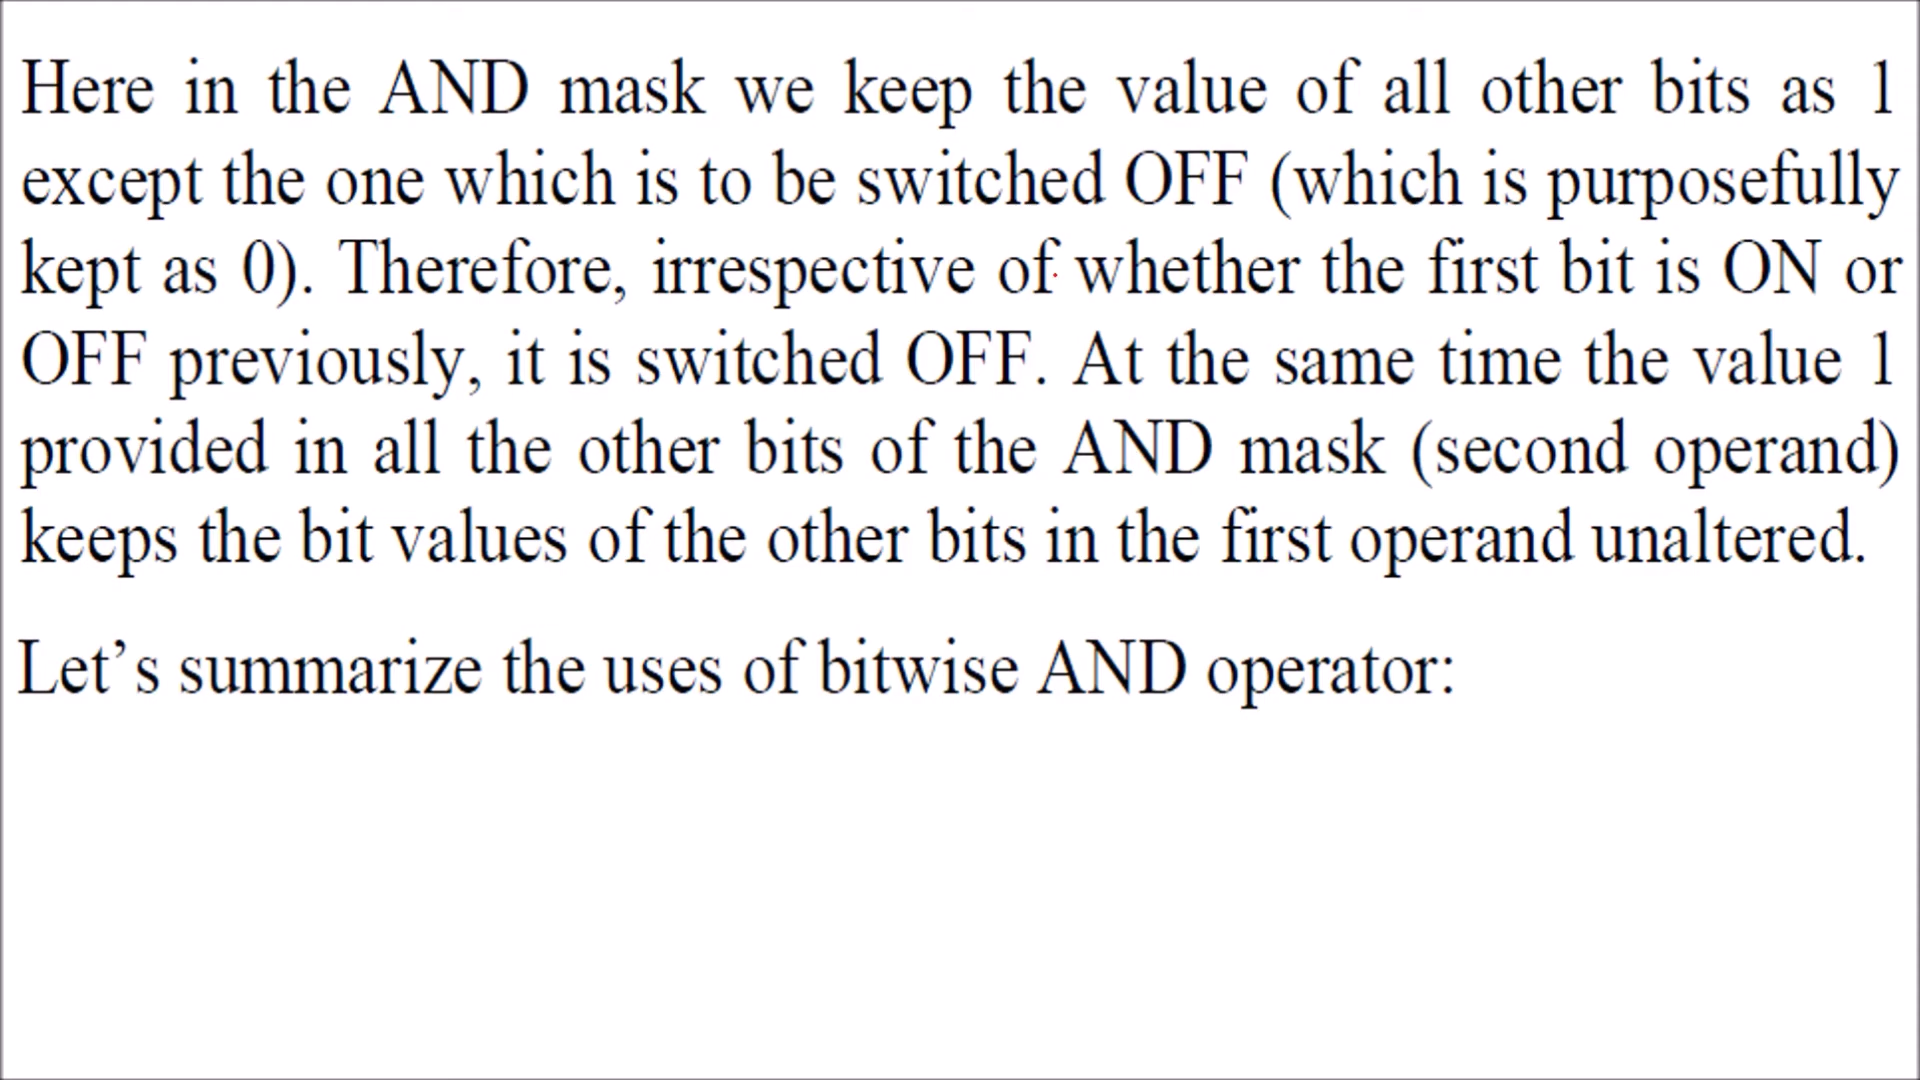 Here in the AND mask we keep the value of all other bits as 1
except the one which is to be switched OFF (which is purposefully
kept as 0). Therefore, irrespective of whether the first bit is ON or
OFF previously, it is switched OFF. At the same time the value 1
provided in all the other bits of the AND mask (second operand)
keeps the bit values of the other bits in the first operand unaltered.
Let’s summarize the uses of bitwise AND operator: